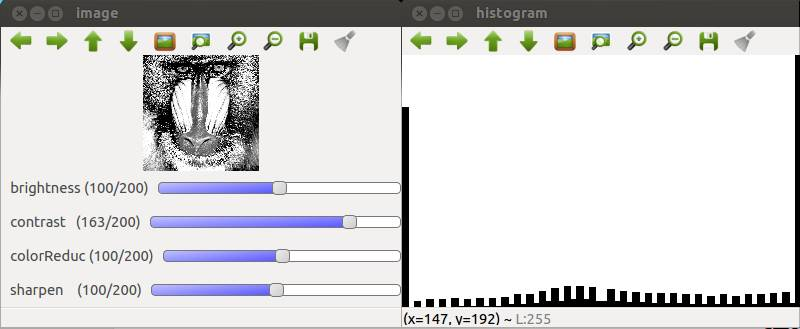 image
histogram
brightness (100/200)
contrast (163/200)
colorReduc (100/200)
sharpen (100/200)
(x=147, y=192) ~ L:255